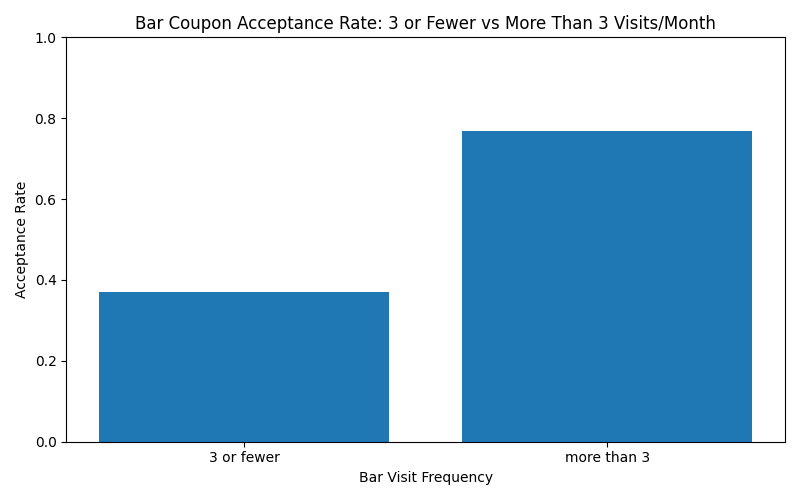 Bar Coupon Acceptance Rate: 3 or Fewer vs More Than 3 Visits/Month
1.0
0.8
0.6
0.4
0.2
0.0
Acceptance Rate
3 or fewer
more than 3
Bar Visit Frequency